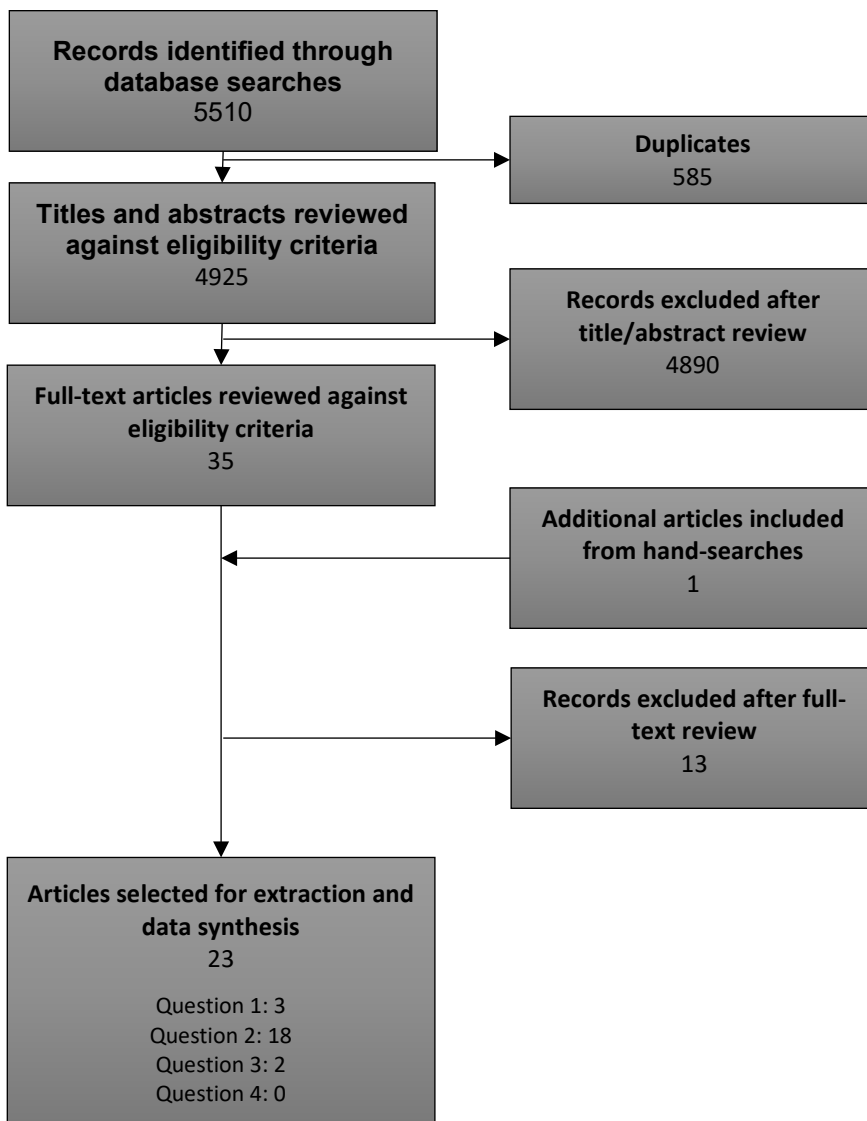 Records identified through
database searches
5510
Duplicates
585
Titles and abstracts reviewed
against eligibility criteria
4925
Records excluded after
title/abstract review
4890
Full-text articles reviewed against
eligibility criteria
35
Additional articles included
from hand-searches
1
Records excluded after full-
text review
13
Articles selected for extraction and
data synthesis
23
Question 1: 3
Question 2: 18
Question 3: 2
Question 4: 0